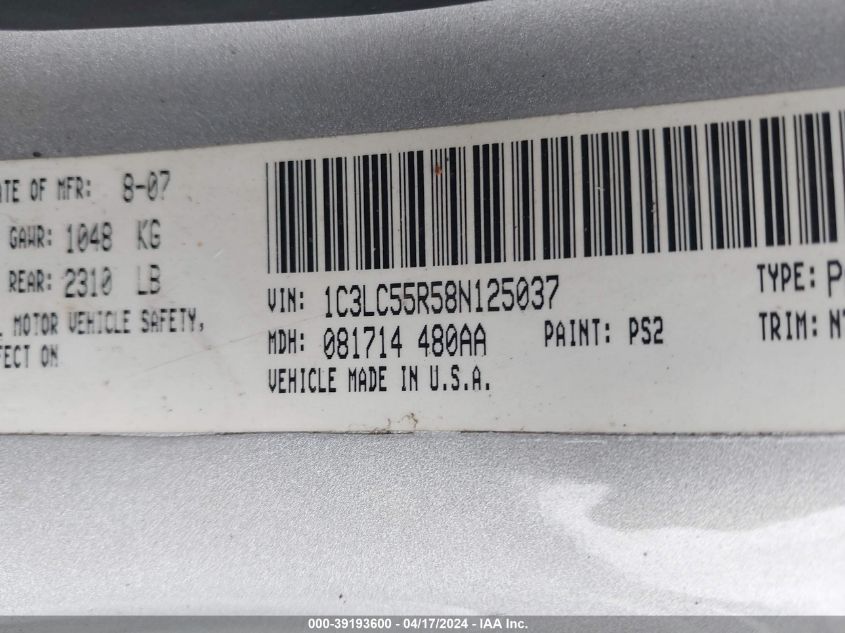 ATE OF MFR: 8-07
GAWR: 1048 KG
REAR: 2310 LB
MOTOR VEHICLE SAFETY,
ON
VIN: 1C3LC55R58N125037
TYPE:
MDH: 081714 480AA
PAINT: PS2
TRIM:
VEHICLE MADE IN U.S.A.
000-39193600 - 04/17/2024 - IAA Inc.